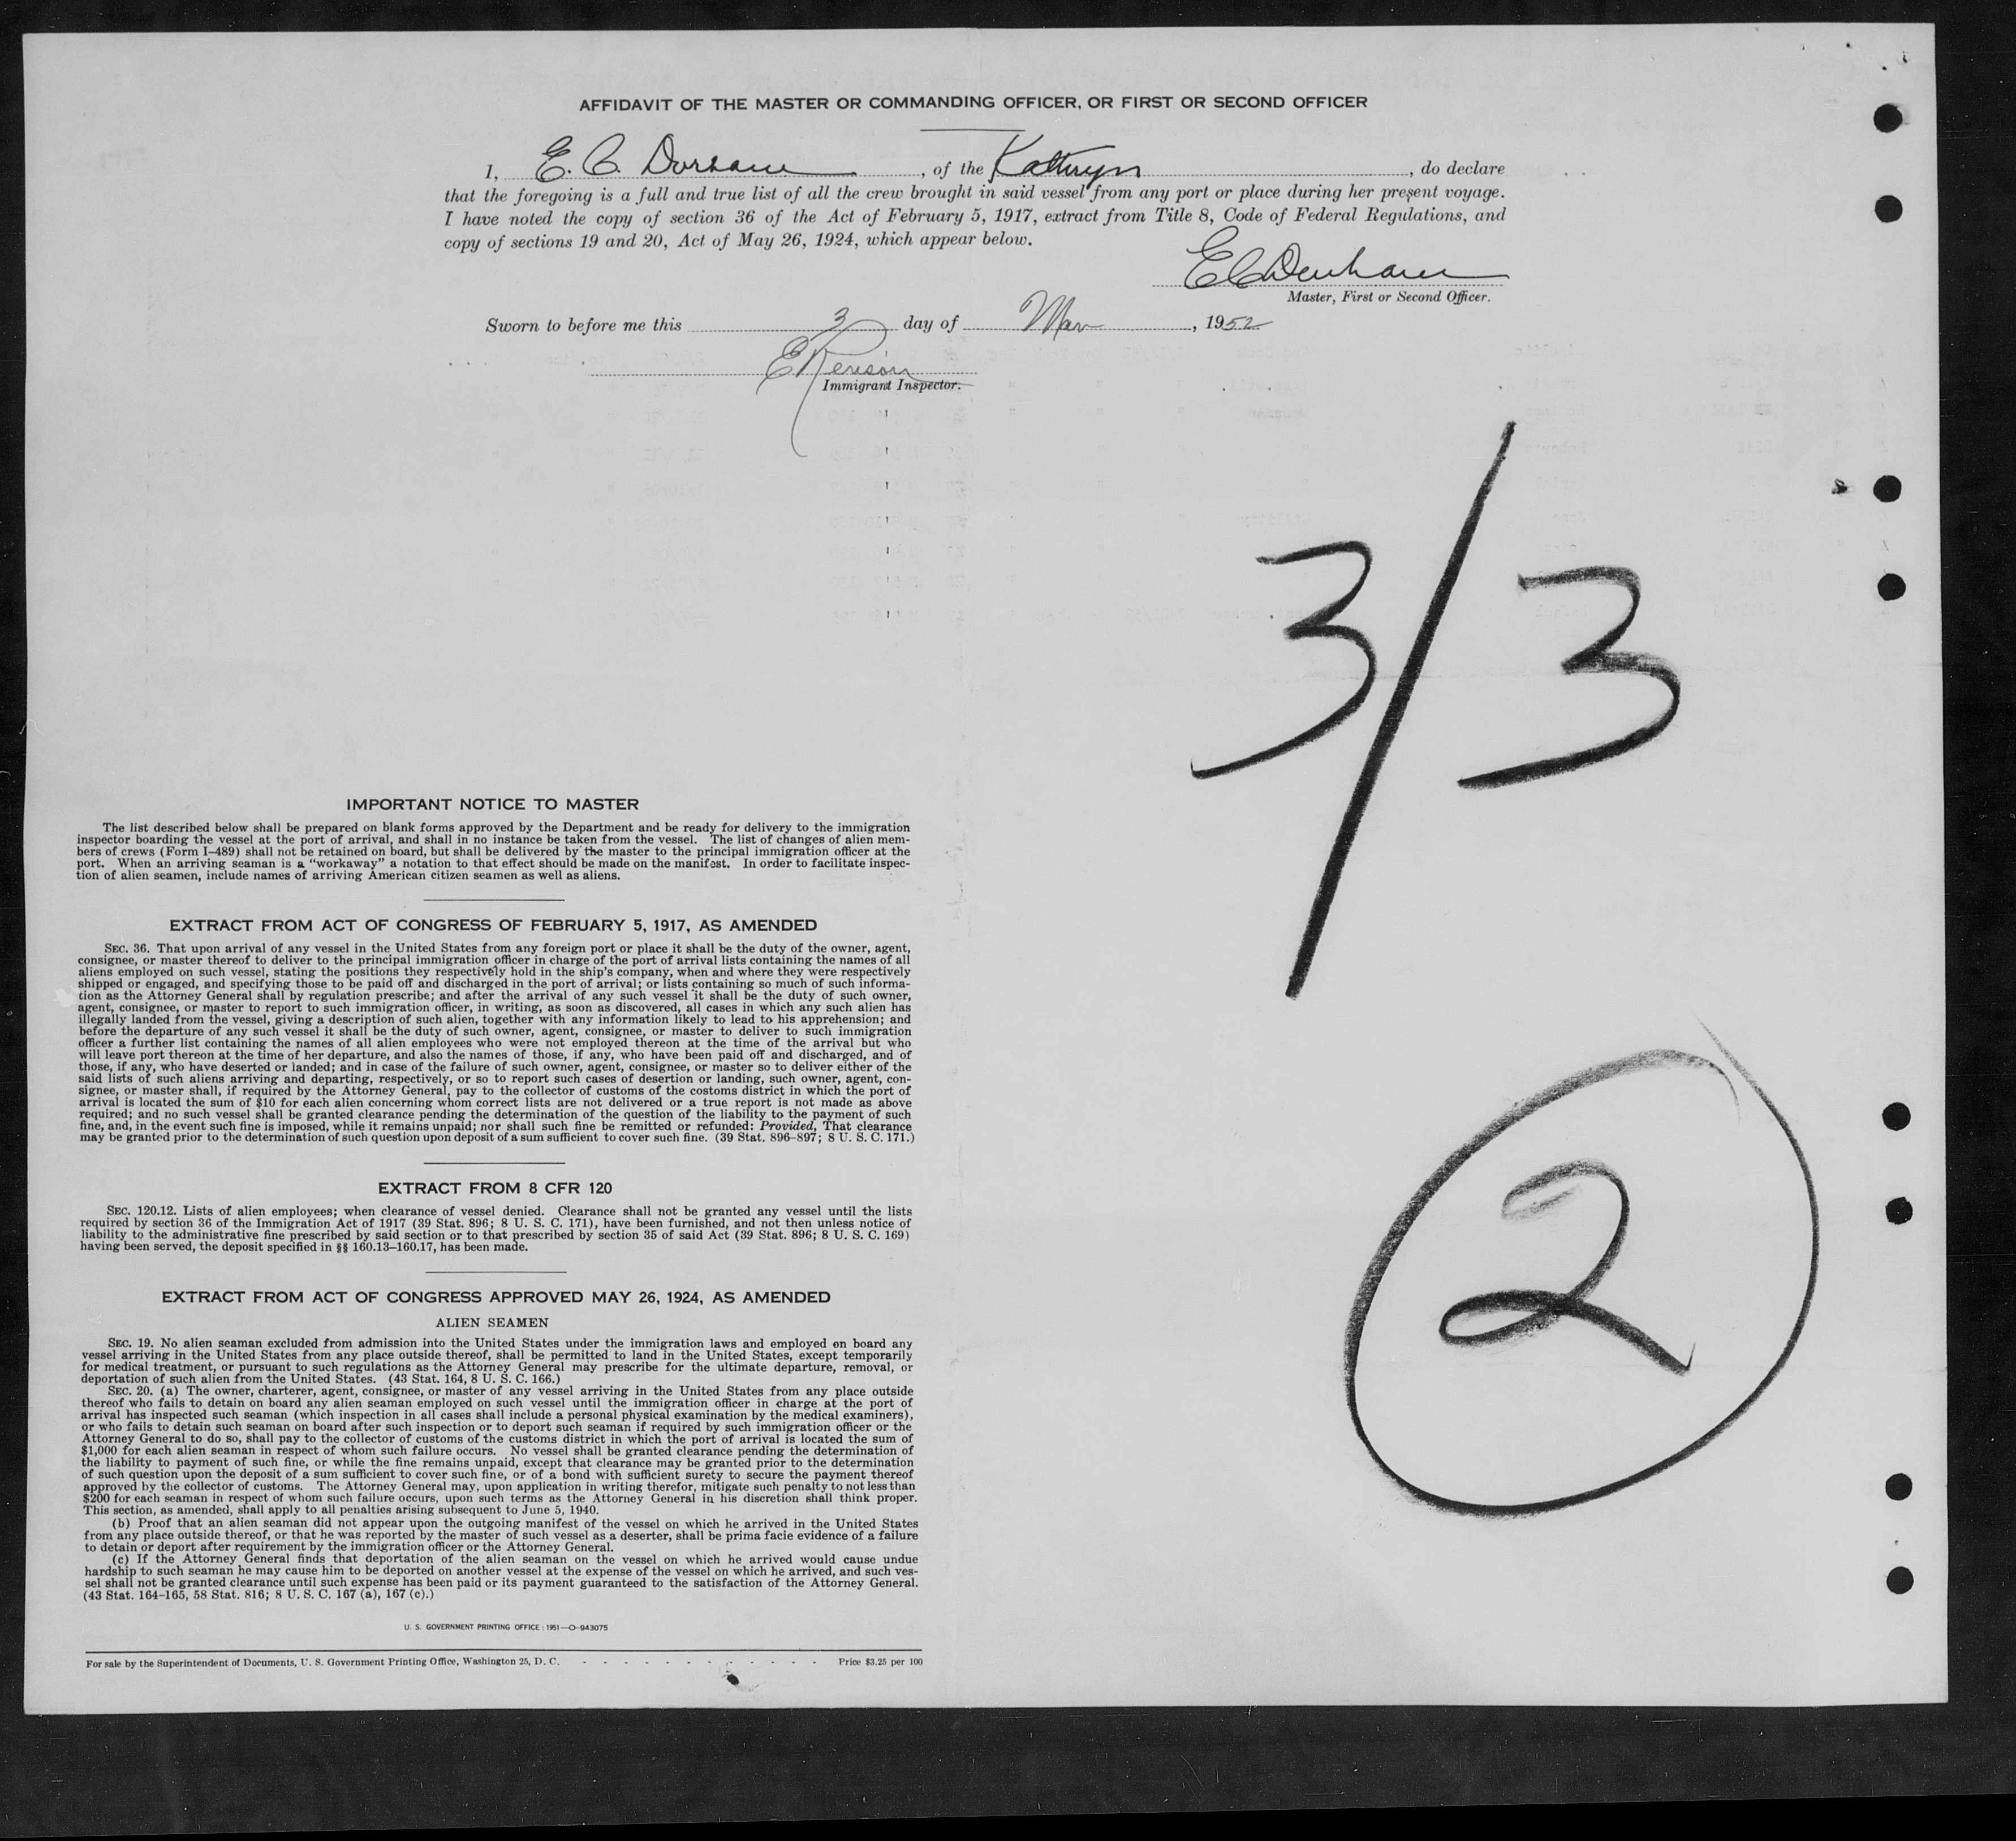 AFFIDAVIT OF THE MASTER OR COMMANDING OFFICER, OR FIRST OR SECOND OFFICER
I, E. C. , of the Kathryn , do declare
that the foregoing is a full and true list of all the crew brought in said vessel from any port or place during her present voyage.
I have noted the copy of section 36 of the Act of February 5, 1917, extract from Title 8, Code of Federal Regulations, and
copy of sections 19 and 20, Act of May 26, 1924, which appear below.
E C Denham
Master, First or Second Officer.
Sworn to before me this 3 day of Mar , 1952
Immigrant Inspector.
3/3
2
IMPORTANT NOTICE TO MASTER
The list described below shall be prepared on blank forms approved by the Department and be ready for delivery to the immigration
inspector boarding the vessel at the port of arrival, and shall in no instance be taken from the vessel. The list of changes of alien mem-
bers of crews (Form I-489) shall not be retained on board, but shall be delivered by the master to the principal immigration officer at the
port. When an arriving seaman is a "workaway" a notation to that effect should be made on the manifest. In order to facilitate inspec-
tion of alien seamen, include names of arriving American citizen seamen as well as aliens.
EXTRACT FROM ACT OF CONGRESS OF FEBRUARY 5, 1917, AS AMENDED
SEC. 36. That upon arrival of any vessel in the United States from any foreign port or place it shall be the duty of the owner, agent,
consignee, or master thereof to deliver to the principal immigration officer in charge of the port of arrival lists containing the names of all
aliens employed on such vessel, stating the positions they respectively hold in the ship's company, when and where they were respectively
shipped or engaged, and specifying those to be paid off and discharged in the port of arrival; or lists containing so much of such informa-
tion as the Attorney General shall by regulation prescribe; and after the arrival of any such vessel it shall be the duty of such owner,
agent, consignee, or master to report to such immigration officer, in writing, as soon as discovered, all cases in which any such alien has
illegally landed from the vessel, giving a description of such alien, together with any information likely to lead to his apprehension; and
before the departure of any such vessel it shall be the duty of such owner, agent, consignee, or master to deliver to such immigration
officer a further list containing the names of all alien employees who were not employed thereon at the time of the arrival but who
will leave port thereon at the time of her departure, and also the names of those, if any, who have been paid off and discharged, and of
those, if any, who have deserted or landed; and in case of the failure of such owner, agent, consignee, or master so to deliver either of the
said lists of such aliens arriving and departing, respectively, or so to report such cases of desertion or landing, such owner, agent, con-
signee, or master shall, if required by the Attorney General, pay to the collector of customs of the costoms district in which the port of
arrival is located the sum of $10 for each alien concerning whom correct lists are not delivered or a true report is not made as above
required; and no such vessel shall be granted clearance pending the determination of the question of the liability to the payment of such
fine, and, in the event such fine is imposed, while it remains unpaid; nor shall such fine be remitted or refunded: Provided, That clearance
may be granted prior to the determination of such question upon deposit of a sum sufficient to cover such fine. (39 Stat. 896-897; 8 U. S. C. 171.)
EXTRACT FROM 8 CFR 120
SEC. 120.12. Lists of alien employees; when clearance of vessel denied. Clearance shall not be granted any vessel until the lists
required by section 36 of the Immigration Act of 1917 (39 Stat. 896; 8 U. S. C. 171), have been furnished, and not then unless notice of
liability to the administrative fine prescribed by said section or to that prescribed by section 35 of said Act (39 Stat. 896; 8 U. S. C. 169)
having been served, the deposit specified in §§ 160.13-160.17, has been made.
EXTRACT FROM ACT OF CONGRESS APPROVED MAY 26, 1924, AS AMENDED
ALIEN SEAMEN
SEC. 19. No alien seaman excluded from admission into the United States under the immigration laws and employed on board any
vessel arriving in the United States from any place outside thereof, shall be permitted to land in the United States, except temporarily
for medical treatment, or pursuant to such regulations as the Attorney General may prescribe for the ultimate departure, removal, or
deportation of such alien from the United States. (43 Stat. 164, 8 U. S. C. 166.)
SEC. 20. (a) The owner, charterer, agent, consignee, or master of any vessel arriving in the United States from any place outside
thereof who fails to detain on board any alien seaman employed on such vessel until the immigration officer in charge at the port of
arrival has inspected such seaman (which inspection in all cases shall include a personal physical examination by the medical examiners),
or who fails to detain such seaman on board after such inspection or to deport such seaman if required by such immigration officer or the
Attorney General to do so, shall pay to the collector of customs of the customs district in which the port of arrival is located the sum of
$1,000 for each alien seaman in respect of whom such failure occurs. No vessel shall be granted clearance pending the determination of
the liability to payment of such fine, or while the fine remains unpaid, except that clearance may be granted prior to the determination
of such question upon the deposit of a sum sufficient to cover such fine, or of a bond with sufficient surety to secure the payment thereof
approved by the collector of customs. The Attorney General may, upon application in writing therefor, mitigate such penalty to not less than
$200 for each seaman in respect of whom such failure occurs, upon such terms as the Attorney General in his discretion shall think proper.
This section, as amended, shall apply to all penalties arising subsequent to June 5, 1940.
(b) Proof that an alien seaman did not appear upon the outgoing manifest of the vessel on which he arrived in the United States
from any place outside thereof, or that he was reported by the master of such vessel as a deserter, shall be prima facie evidence of a failure
to detain or deport after requirement by the immigration officer or the Attorney General.
(c) If the Attorney General finds that deportation of the alien seaman on the vessel on which he arrived would cause undue
hardship to such seaman he may cause him to be deported on another vessel at the expense of the vessel on which he arrived, and such ves-
sel shall not be granted clearance until such expense has been paid or its payment guaranteed to the satisfaction of the Attorney General.
(43 Stat. 164-165, 58 Stat. 816; 8 U. S. C. 167 (a), 167 (c).)
U. S. GOVERNMENT PRINTING OFFICE : 1951—O-943075
For sale by the Superintendent of Documents, U. S. Government Printing Office, Washington 25, D. C. - - - - - - - - - - Price $3.25 per 100